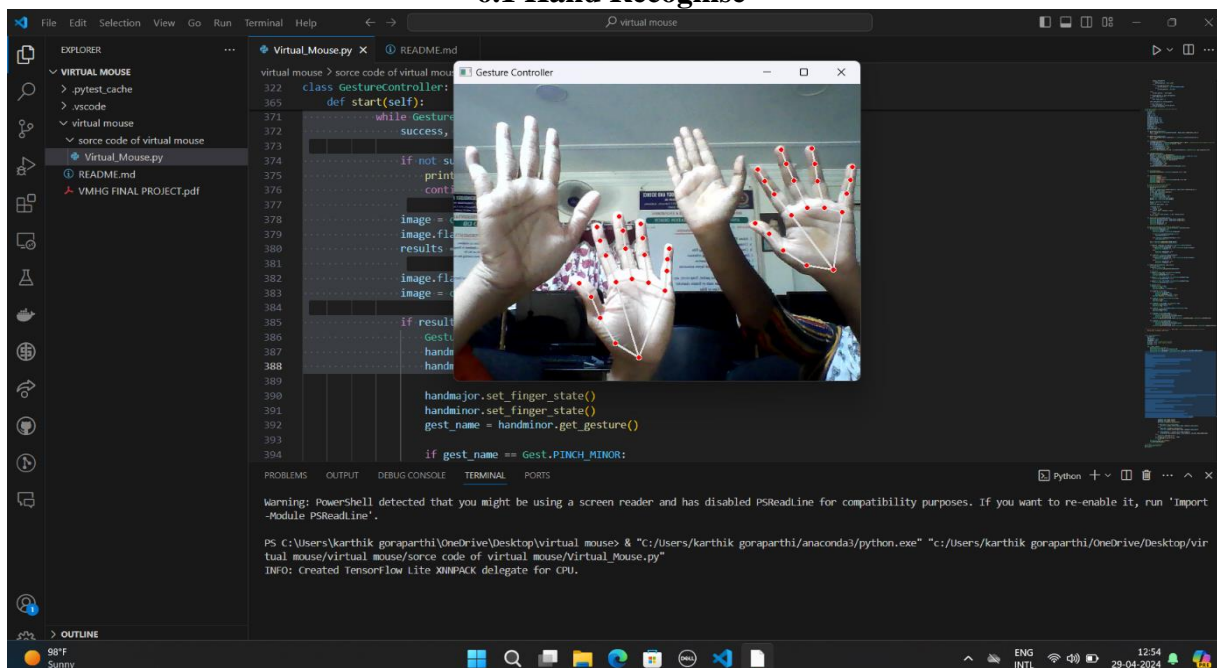 6.1 Hand Recognise
File Edit Selection View Go Run Terminal Help
virtual mouse
EXPLORER
Virtual_Mouse.py
README.md
VIRTUAL MOUSE
.pytest_cache
.vscode
virtual mouse
sorce code of virtual mouse
Virtual_Mouse.py
README.md
VMHG FINAL PROJECT.pdf
OUTLINE
virtual mouse > sorce code of virtual mou
Gesture Controller
322 class GestureController:
365 def start(self):
371 while Gesture
372 success,
373
374 if not su
375 print
376 conti
377
378 image = c
379 image.fla
380 results
381
382 image.fla
383 image = c
384
385 if result
386 Gestu
387 handm
388 handm
389
390 handmajor.set_finger_state()
391 handminor.set_finger_state()
392 gest_name = handminor.get_gesture()
393
394 if gest_name == Gest.PINCH_MINOR:
PROBLEMS OUTPUT DEBUG CONSOLE TERMINAL PORTS
Python
Warning: PowerShell detected that you might be using a screen reader and has disabled PSReadLine for compatibility purposes. If you want to re-enable it, run 'Import
-Module PSReadLine'.
PS C:\Users\karthik goraparthi\OneDrive\Desktop\virtual mouse> & "C:/Users/karthik goraparthi/anaconda3/python.exe" "c:/Users/karthik goraparthi/OneDrive/Desktop/vir
tual mouse/virtual mouse/sorce code of virtual mouse/Virtual_Mouse.py"
INFO: Created TensorFlow Lite XNNPACK delegate for CPU.
98°F
Sunny
DELL
ENG
INTL
12:54
29-04-2024